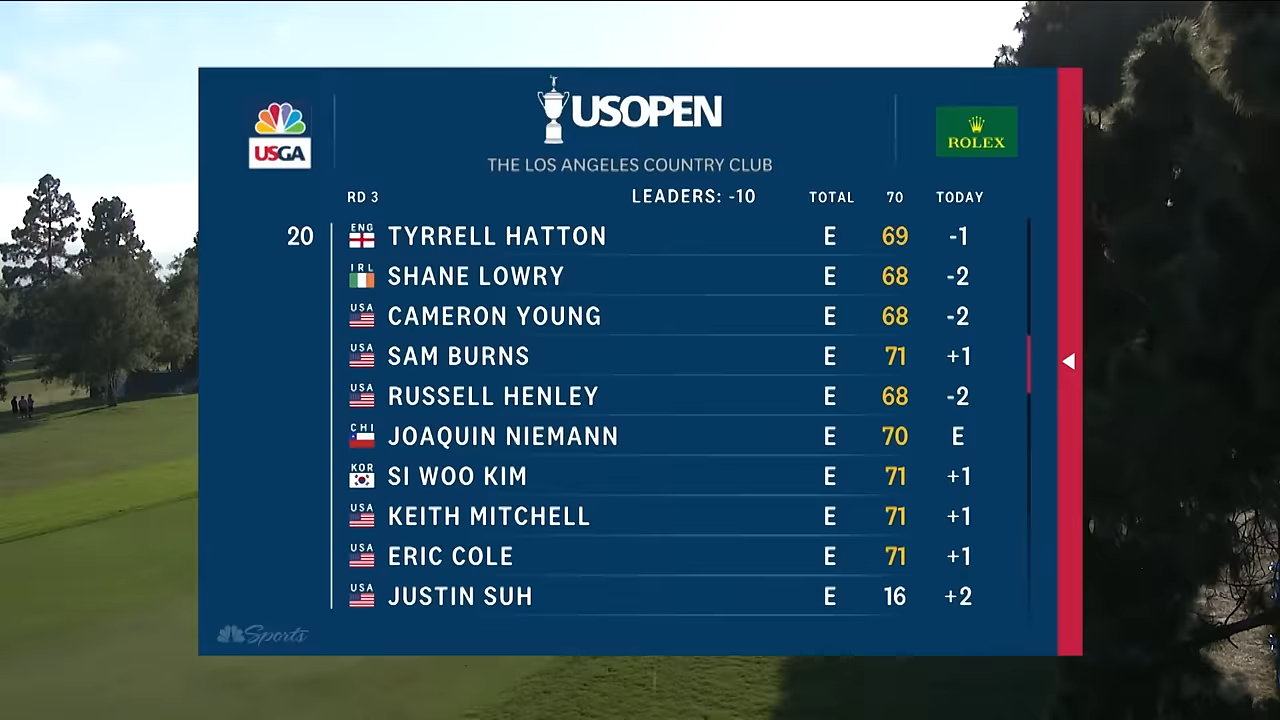 USOPEN
USGA
ROLEX
THE LOS ANGELES COUNTRY CLUB
RD 3 LEADERS: -10 TOTAL 70 TODAY
20 ENG TYRRELL HATTON E 69 -1
IRL SHANE LOWRY E 68 -2
USA CAMERON YOUNG E 68 -2
USA SAM BURNS E 71 +1
USA RUSSELL HENLEY E 68 -2
CHI JOAQUIN NIEMANN E 70 E
KOR SI WOO KIM E 71 +1
USA KEITH MITCHELL E 71 +1
USA ERIC COLE E 71 +1
USA JUSTIN SUH E 16 +2
Sports